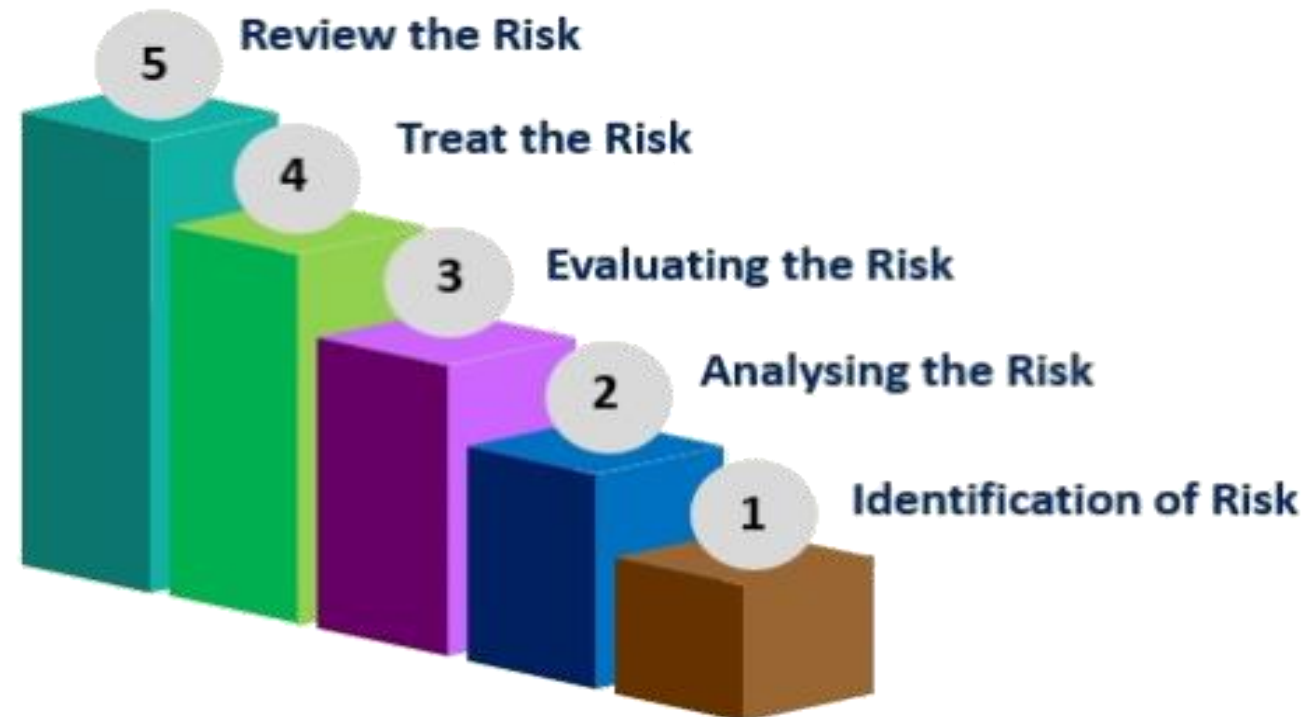 5 Review the Risk
4 Treat the Risk
3 Evaluating the Risk
2 Analysing the Risk
1 Identification of Risk